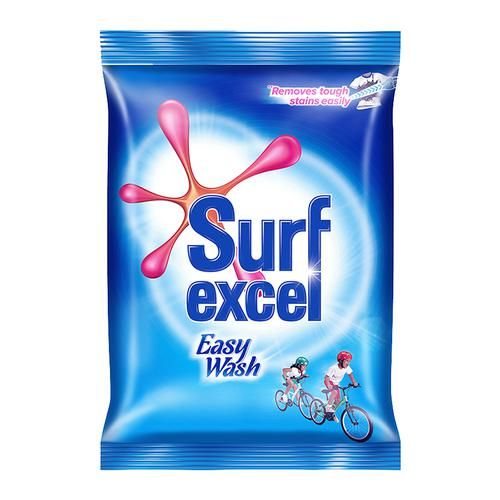 *Removes tough
stains easily
Surf
excel
Easy
Wash